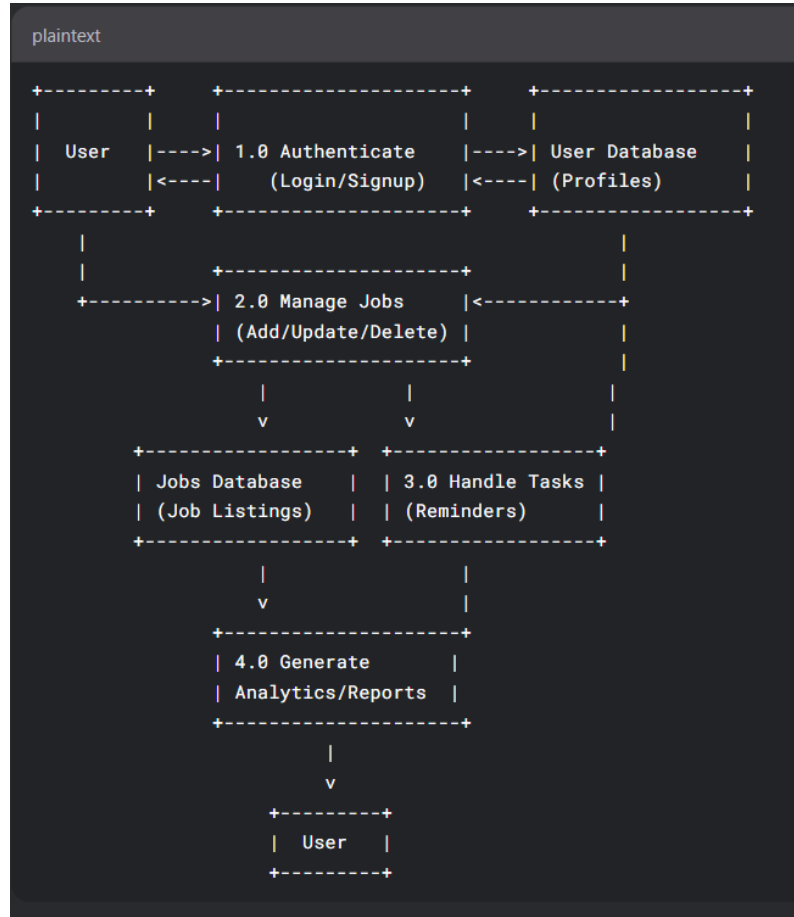 plaintext
+---------+     +---------------------+     +------------------+
|         |     |                     |     |                  |
|  User   |---->| 1.0 Authenticate    |---->| User Database    |
|         |<----|    (Login/Signup)   |<----| (Profiles)       |
+---------+     +---------------------+     +------------------+
    |                                               |
    |           +---------------------+             |
    +---------->| 2.0 Manage Jobs     |<------------+
                | (Add/Update/Delete) |             |
                +---------------------+             |
                    |            |                 |
                    v            v                 |
         +------------------+  +------------------+
         | Jobs Database    |  | 3.0 Handle Tasks |
         | (Job Listings)   |  | (Reminders)      |
         +------------------+  +------------------+
                    |                 |
                    v                 |
                +---------------------+
                | 4.0 Generate       |
                | Analytics/Reports  |
                +---------------------+
                          |
                          v
                     +---------+
                     |  User   |
                     +---------+